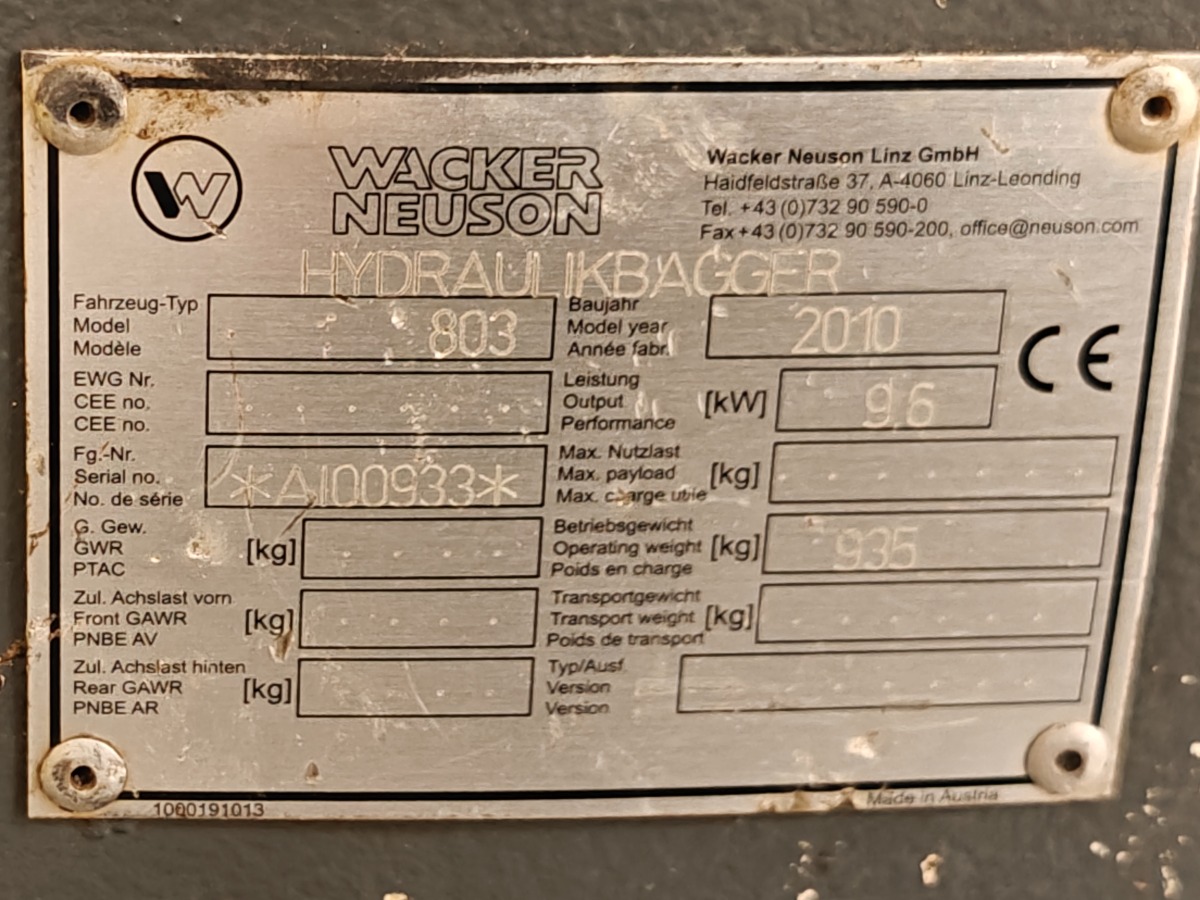 W
WACKER
NEUSON
Wacker Neuson Linz GmbH
Haidfeldstraße 37, A-4060 Linz-Leonding
Tel. +43 (0)732 90 590-0
Fax +43 (0)732 90 590-200, office@neuson.com
HYDRAULIKBAGGER
Fahrzeug-Typ
Model
Modèle
803
Baujahr
Model year
Année fabr.
2010
CE
EWG Nr.
CEE no.
CEE no.
Leistung
Output
Performance
[kW]
9.6
Fg.-Nr.
Serial no.
No. de série
*AI00933*
Max. Nutzlast
Max. payload
Max. charge utile
[kg]
G. Gew.
GWR
PTAC
[kg]
Betriebsgewicht
Operating weight
Poids en charge
[kg]
935
Zul. Achslast vorn
Front GAWR
PNBE AV
[kg]
Transportgewicht
Transport weight
Poids de transport
[kg]
Zul. Achslast hinten
Rear GAWR
PNBE AR
[kg]
Typ/Ausf.
Version
Version
1000191013
Made in Austria